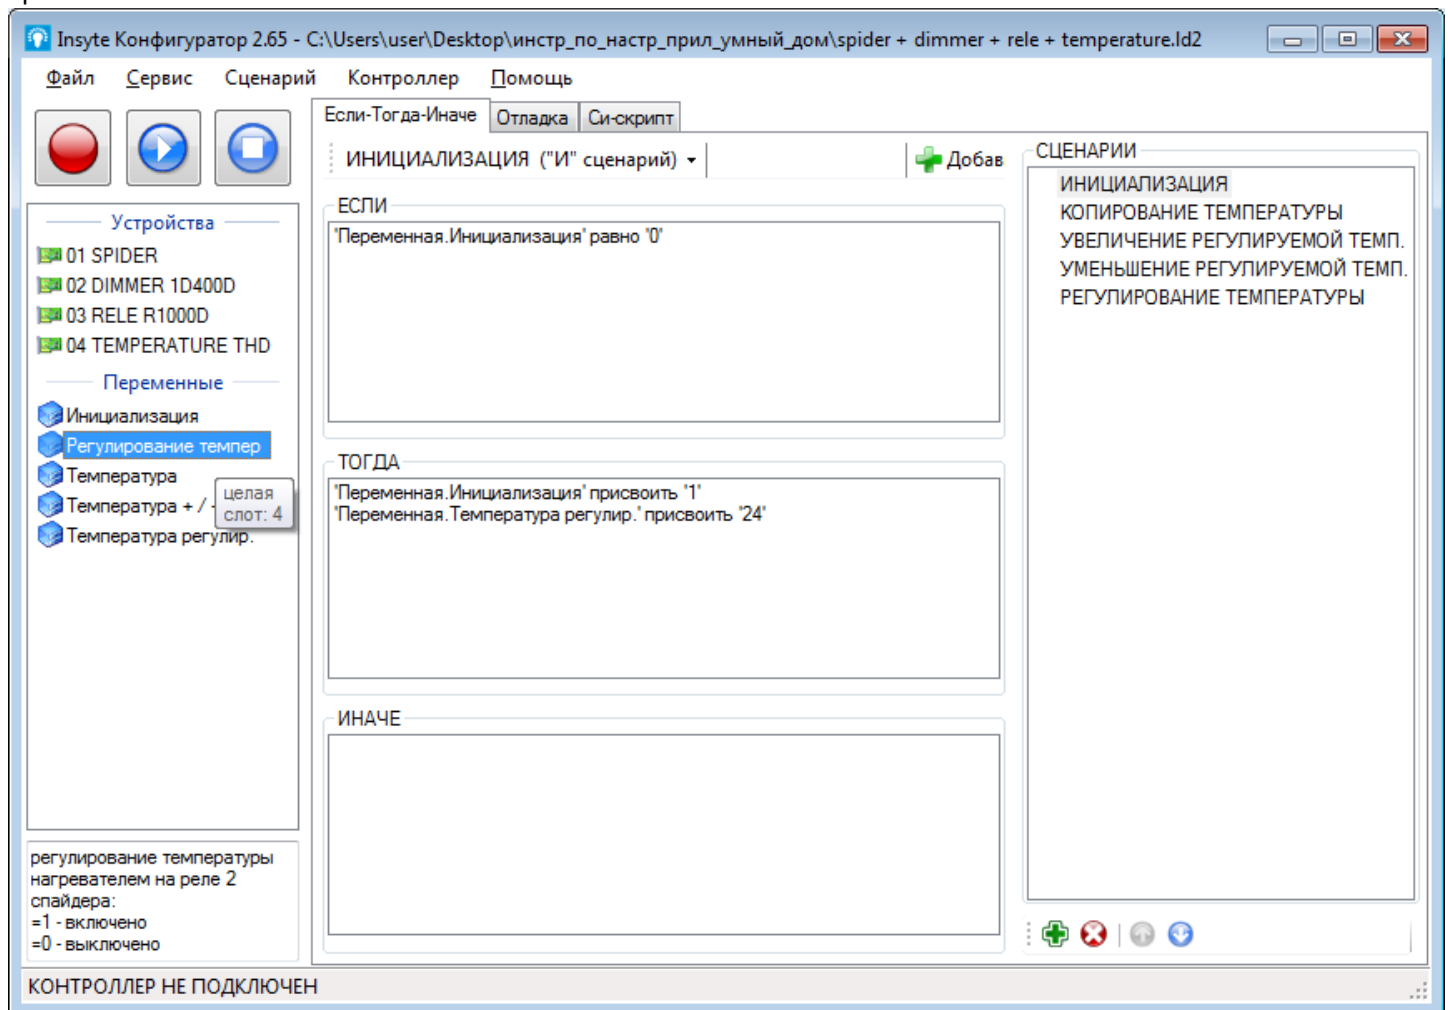 Insyte Конфигуратор 2.65 - C:\Users\user\Desktop\инстр_по_настр_прил_умный_дом\spider + dimmer + rele + temperature.ld2
Файл Сервис Сценарий Контроллер Помощь
Если-Тогда-Иначе Отладка Си-скрипт
ИНИЦИАЛИЗАЦИЯ ("И" сценарий) Добав
Устройства
01 SPIDER
02 DIMMER 1D400D
03 RELE R1000D
04 TEMPERATURE THD
Переменные
Инициализация
Регулирование темпер
Температура
Температура + / -
Температура регулир.
целая
слот: 4
регулирование температуры
нагревателем на реле 2
спайдера:
=1 - включено
=0 - выключено
ЕСЛИ
'Переменная.Инициализация' равно '0'
ТОГДА
'Переменная.Инициализация' присвоить '1'
'Переменная.Температура регулир.' присвоить '24'
ИНАЧЕ
СЦЕНАРИИ
ИНИЦИАЛИЗАЦИЯ
КОПИРОВАНИЕ ТЕМПЕРАТУРЫ
УВЕЛИЧЕНИЕ РЕГУЛИРУЕМОЙ ТЕМП.
УМЕНЬШЕНИЕ РЕГУЛИРУЕМОЙ ТЕМП.
РЕГУЛИРОВАНИЕ ТЕМПЕРАТУРЫ
КОНТРОЛЛЕР НЕ ПОДКЛЮЧЕН